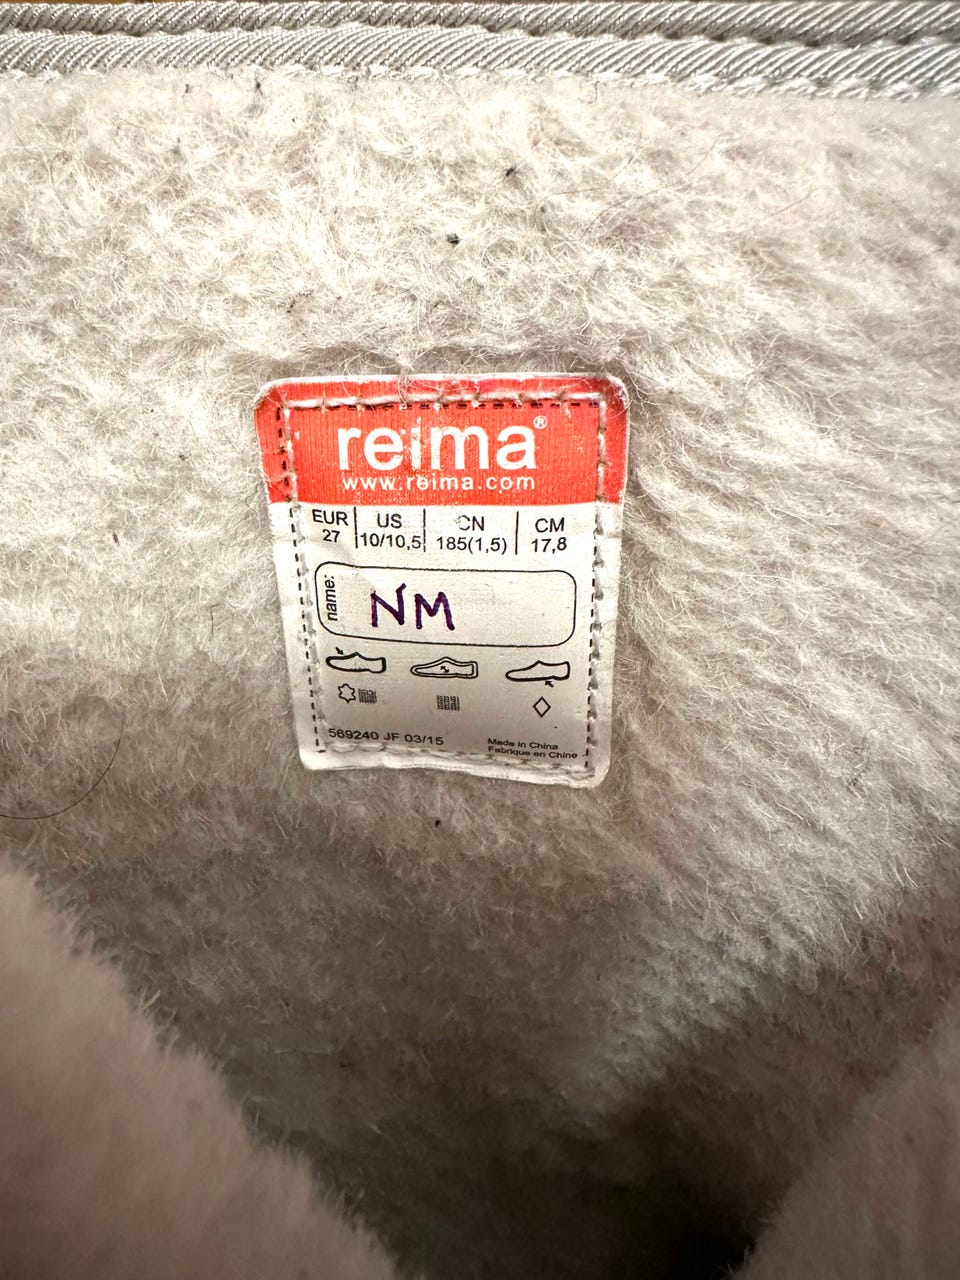 reima®
www.reima.com
EUR US CN CM
27 10/10,5 185(1,5) 17,8
name: NM
569240 JF 03/15
Made in China
Fabriqué en Chine